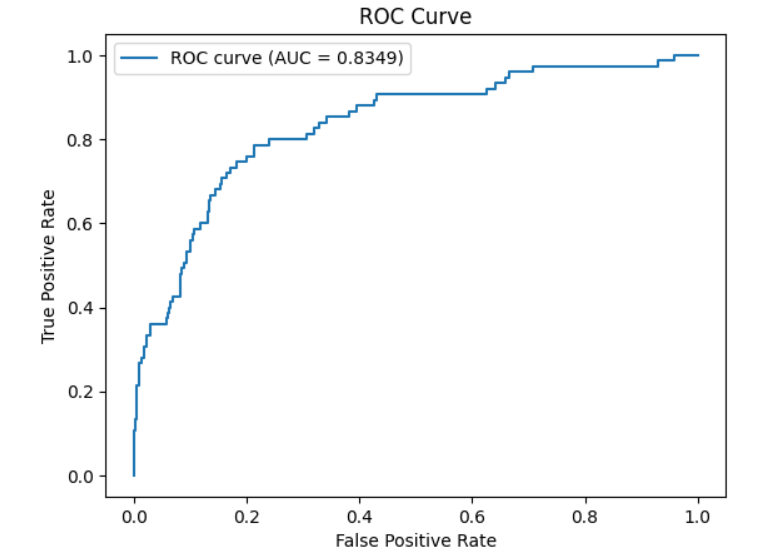 ROC Curve
ROC curve (AUC = 0.8349)
1.0
0.8
0.6
0.4
0.2
0.0
True Positive Rate
0.0 0.2 0.4 0.6 0.8 1.0
False Positive Rate